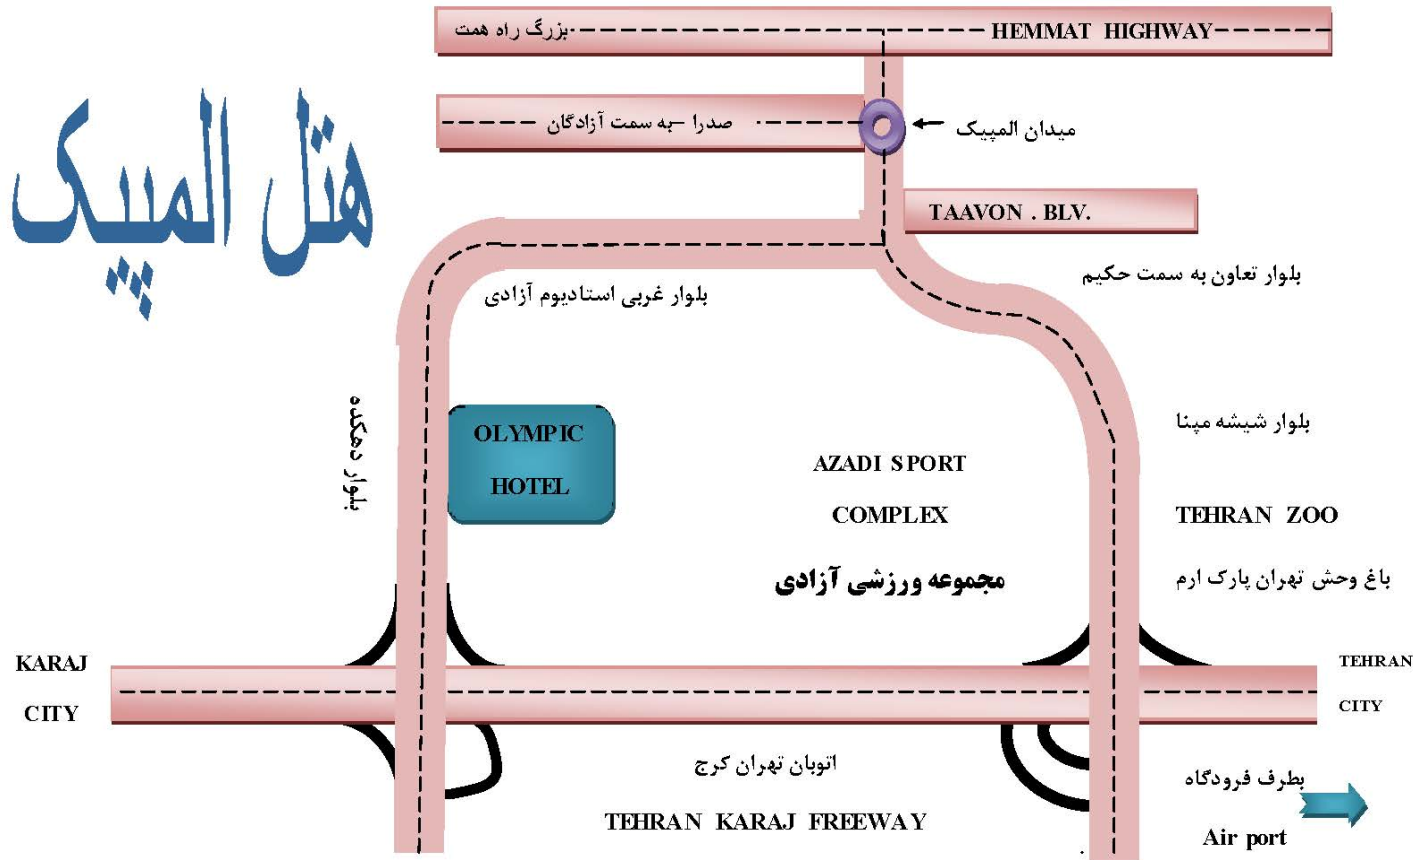 بزرگ راه همت
HEMMAT HIGHWAY
صدرا – به سمت آزادگان
میدان المپیک
هتل المپیک
TAAVON . BLV.
بلوار تعاون به سمت حکیم
بلوار غربی استادیوم آزادی
بلوار دهکده
OLYMPIC
HOTEL
AZADI SPORT
COMPLEX
مجموعه ورزشی آزادی
بلوار شیشه مینا
TEHRAN ZOO
باغ وحش تهران پارک ارم
KARAJ
CITY
TEHRAN
CITY
اتوبان تهران کرج
TEHRAN KARAJ FREEWAY
بطرف فرودگاه
Air port